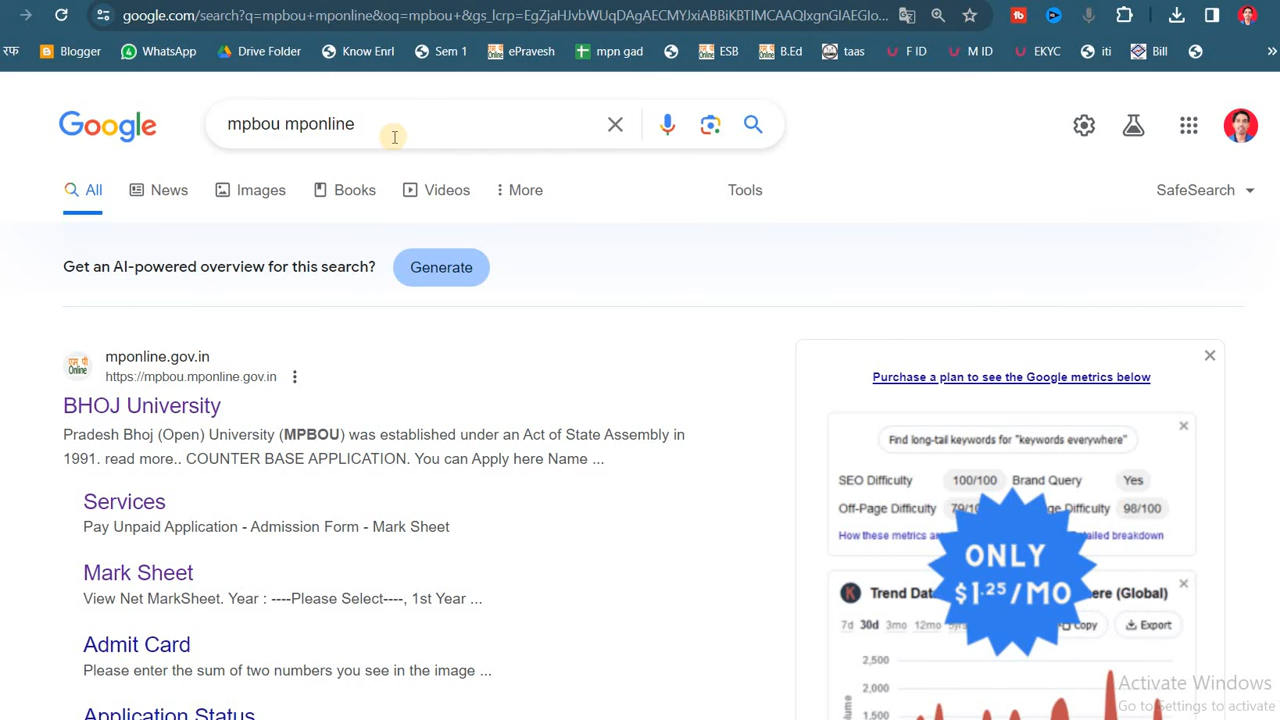 google.com/search?q=mpbou+mponline&oq=mpbou+&gs_lcrp=EgZjaHJvbWUqDAgAECMYJxiABBiKBTIMCAAQIxgnGIAEGIo...
रफ Blogger WhatsApp Drive Folder Know Enrl Sem 1 ePravesh mpn gad ESB B.Ed taas F ID M ID EKYC iti Bill »
Google mpbou mponline
All News Images Books Videos More Tools SafeSearch
Get an AI-powered overview for this search? Generate
एम पी Online
mponline.gov.in
https://mpbou.mponline.gov.in
BHOJ University
Pradesh Bhoj (Open) University (MPBOU) was established under an Act of State Assembly in
1991. read more.. COUNTER BASE APPLICATION. You can Apply here Name ...
Services
Pay Unpaid Application - Admission Form - Mark Sheet
Mark Sheet
View Net MarkSheet. Year : ----Please Select----, 1st Year ...
Admit Card
Please enter the sum of two numbers you see in the image ...
Application Status
Purchase a plan to see the Google metrics below
Find long-tail keywords for "keywords everywhere"
SEO Difficulty 100/100 Brand Query Yes
Off-Page Difficulty 79/100 Difficulty 98/100
How these metrics breakdown
ONLY
$1.25/MO
K Trend (Global)
7d 30d 3mo 12mo Copy Export
2,500
2,000
1,500
Activate Windows
Go to Settings to activate